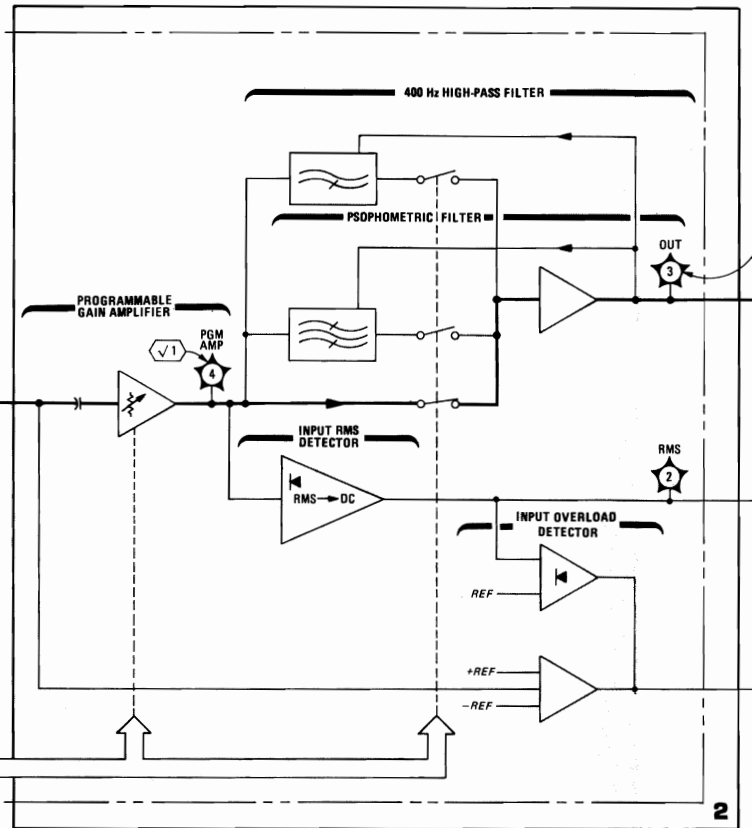 400 Hz HIGH-PASS FILTER
PSOPHOMETRIC FILTER
OUT
3
PROGRAMMABLE
GAIN AMPLIFIER
√1
PGM
AMP
4
INPUT RMS
DETECTOR
RMS→DC
RMS
2
INPUT OVERLOAD
DETECTOR
REF
+REF
−REF
2